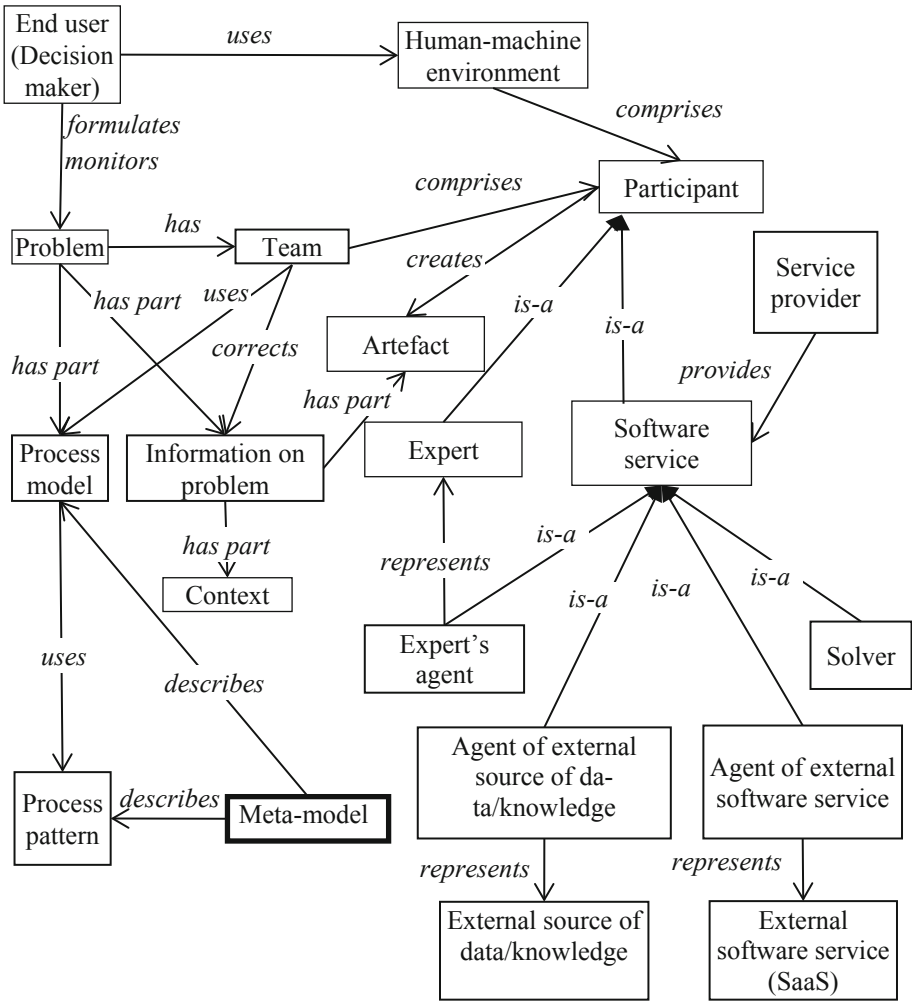 End user
(Decision
maker)
uses
Human-machine
environment
formulates
monitors
comprises
comprises
Participant
Problem
has
Team
creates
Service
provider
has part
uses
is-a
is-a
corrects
Artefact
has part
has part
provides
Process
model
Information on
problem
Expert
Software
service
has part
represents
is-a
Context
is-a
is-a
is-a
uses
describes
Expert's
agent
Solver
Process
pattern
describes
Meta-model
Agent of external
source of da-
ta/knowledge
Agent of external
software service
represents
represents
External source of
data/knowledge
External
software service
(SaaS)